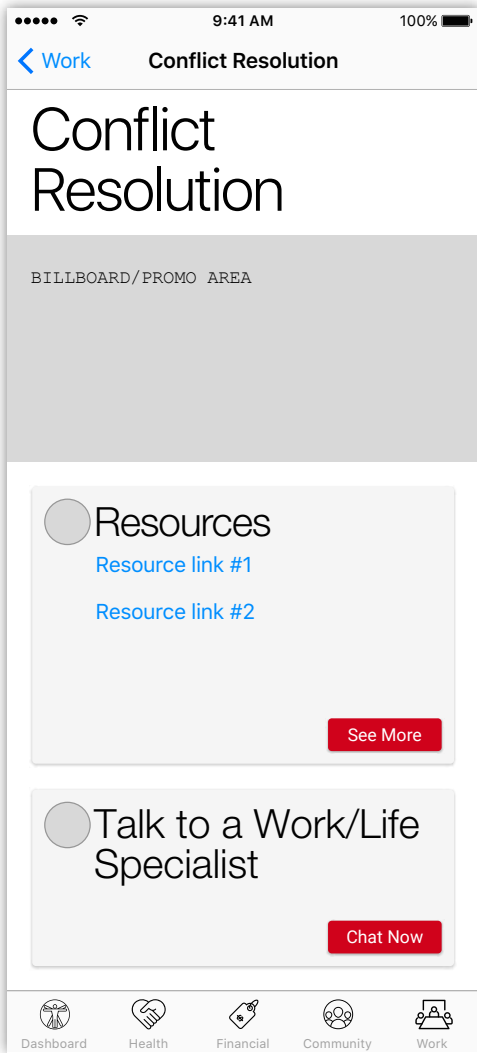 9:41 AM 100%
Work Conflict Resolution
Conflict
Resolution
BILLBOARD/PROMO AREA
Resources
Resource link #1
Resource link #2
See More
Talk to a Work/Life
Specialist
Chat Now
Dashboard Health Financial Community Work